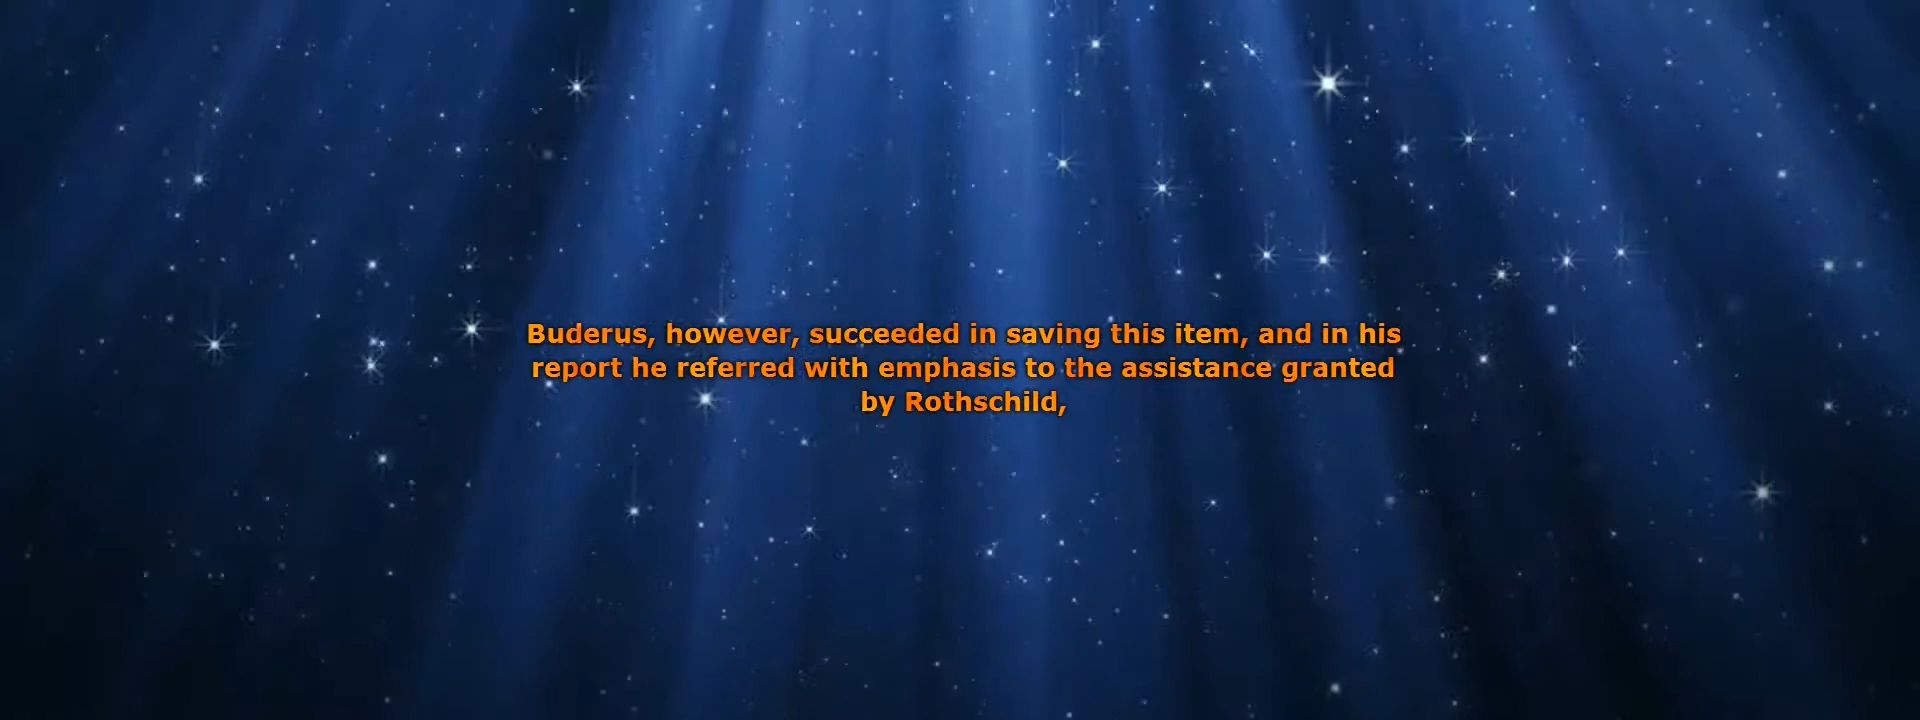 Buderus, however, succeeded in saving this item, and in his
report he referred with emphasis to the assistance granted
by Rothschild,